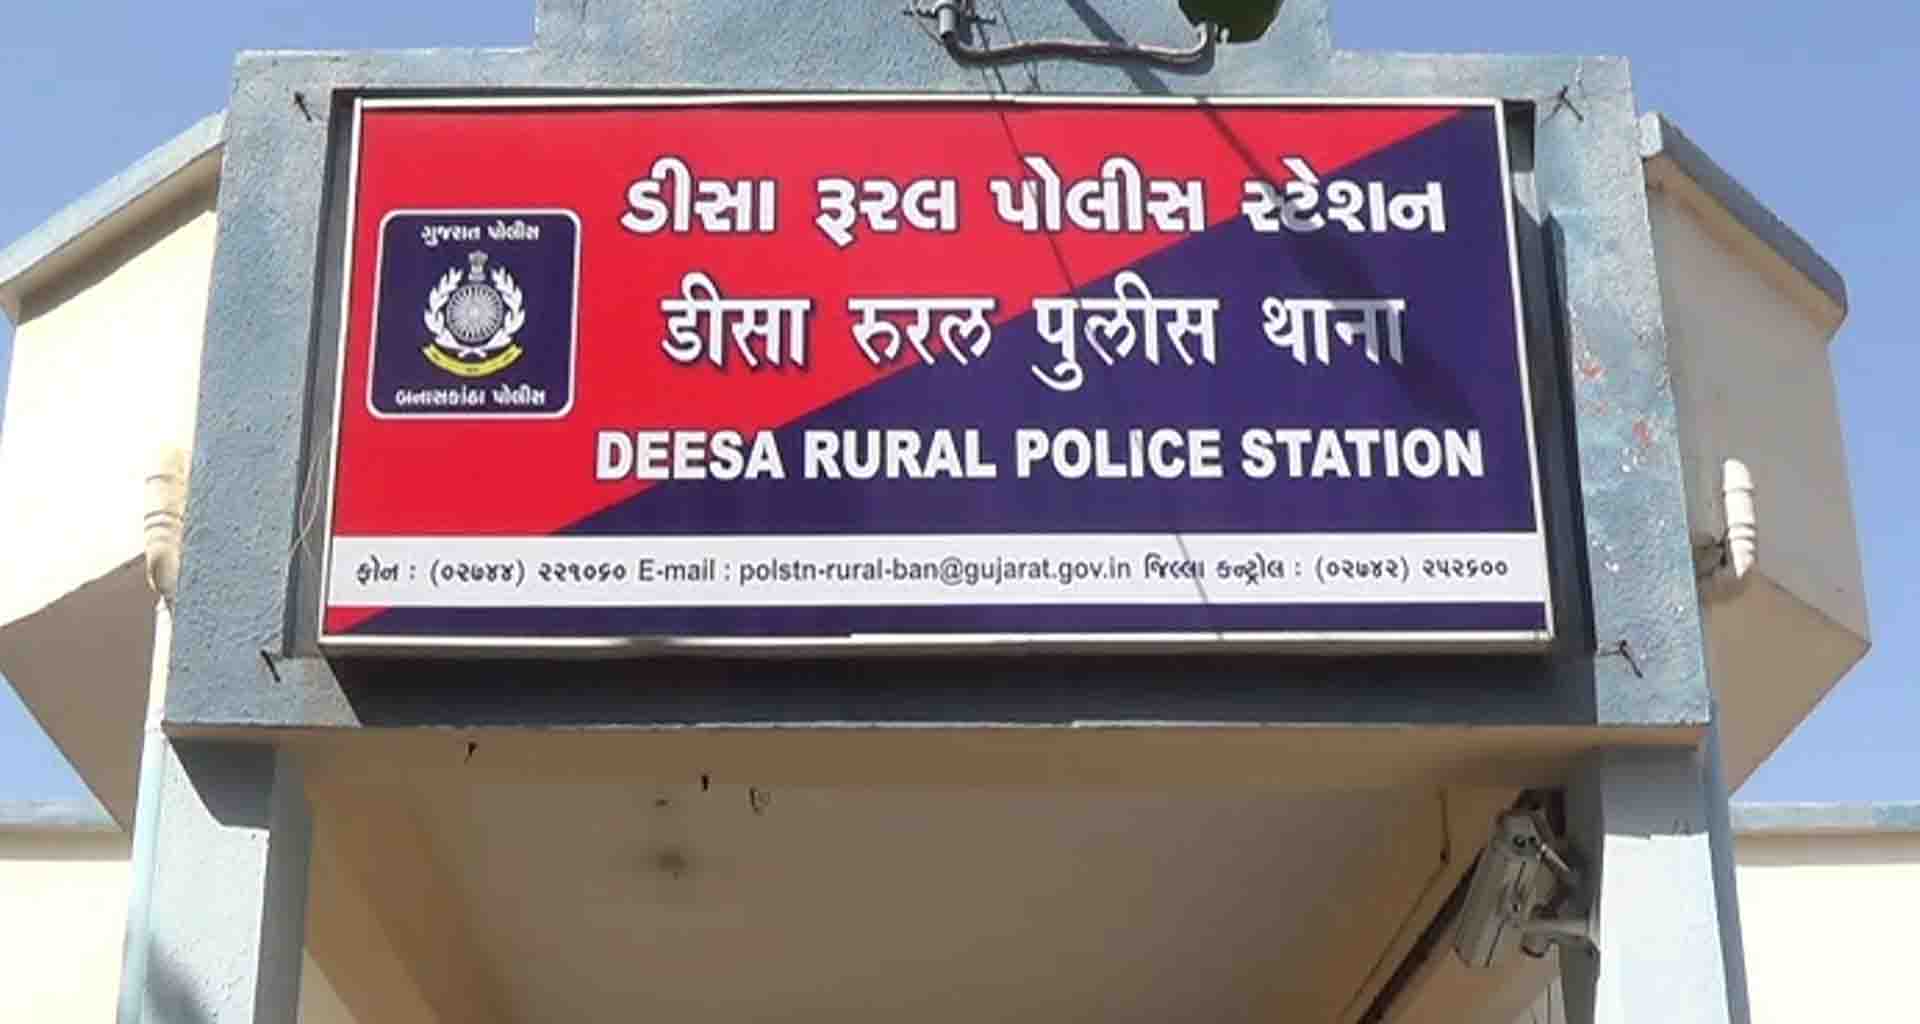 ડીસા રૂરલ પોલીસ સ્ટેશન
ગુજરાત પોલીસ
डीसा रुरल पुलीस थाना
બનાસકાંઠા પોલીસ
DEESA RURAL POLICE STATION
ફોન : (૦૨૭૪૪) ૨૨૧૦૬૦ E-mail : polstn-rural-ban@gujarat.gov.in જિલ્લા કન્ટ્રોલ : (૦૨૭૪૨) ૨૫૨૬૦૦